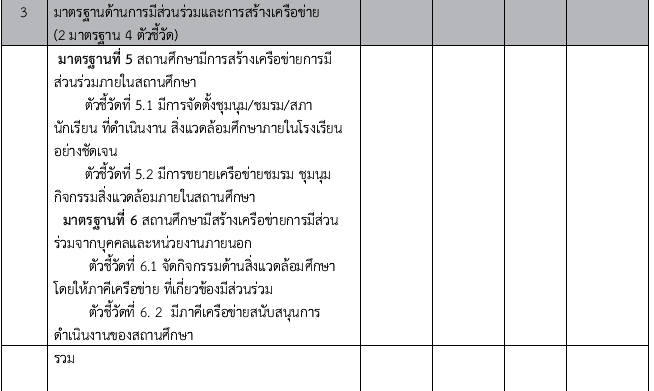 3 มาตรฐานด้านการมีส่วนร่วมและการสร้างเครือข่าย
(2 มาตรฐาน 4 ตัวชี้วัด)
มาตรฐานที่ 5 สถานศึกษามีการสร้างเครือข่ายการมี
ส่วนร่วมภายในสถานศึกษา
ตัวชี้วัดที่ 5.1 มีการจัดตั้งชุมนุม/ชมรม/สภา
นักเรียน ที่ดำเนินงาน สิ่งแวดล้อมศึกษาภายในโรงเรียน
อย่างชัดเจน
ตัวชี้วัดที่ 5.2 มีการขยายเครือข่ายชมรม ชุมนุม
กิจกรรมสิ่งแวดล้อมภายในสถานศึกษา
มาตรฐานที่ 6 สถานศึกษามีสร้างเครือข่ายการมีส่วน
ร่วมจากบุคคลและหน่วยงานภายนอก
ตัวชี้วัดที่ 6.1 จัดกิจกรรมด้านสิ่งแวดล้อมศึกษา
โดยให้ภาคีเครือข่าย ที่เกี่ยวข้องมีส่วนร่วม
ตัวชี้วัดที่ 6. 2 มีภาคีเครือข่ายสนับสนุนการ
ดำเนินงานของสถานศึกษา
รวม